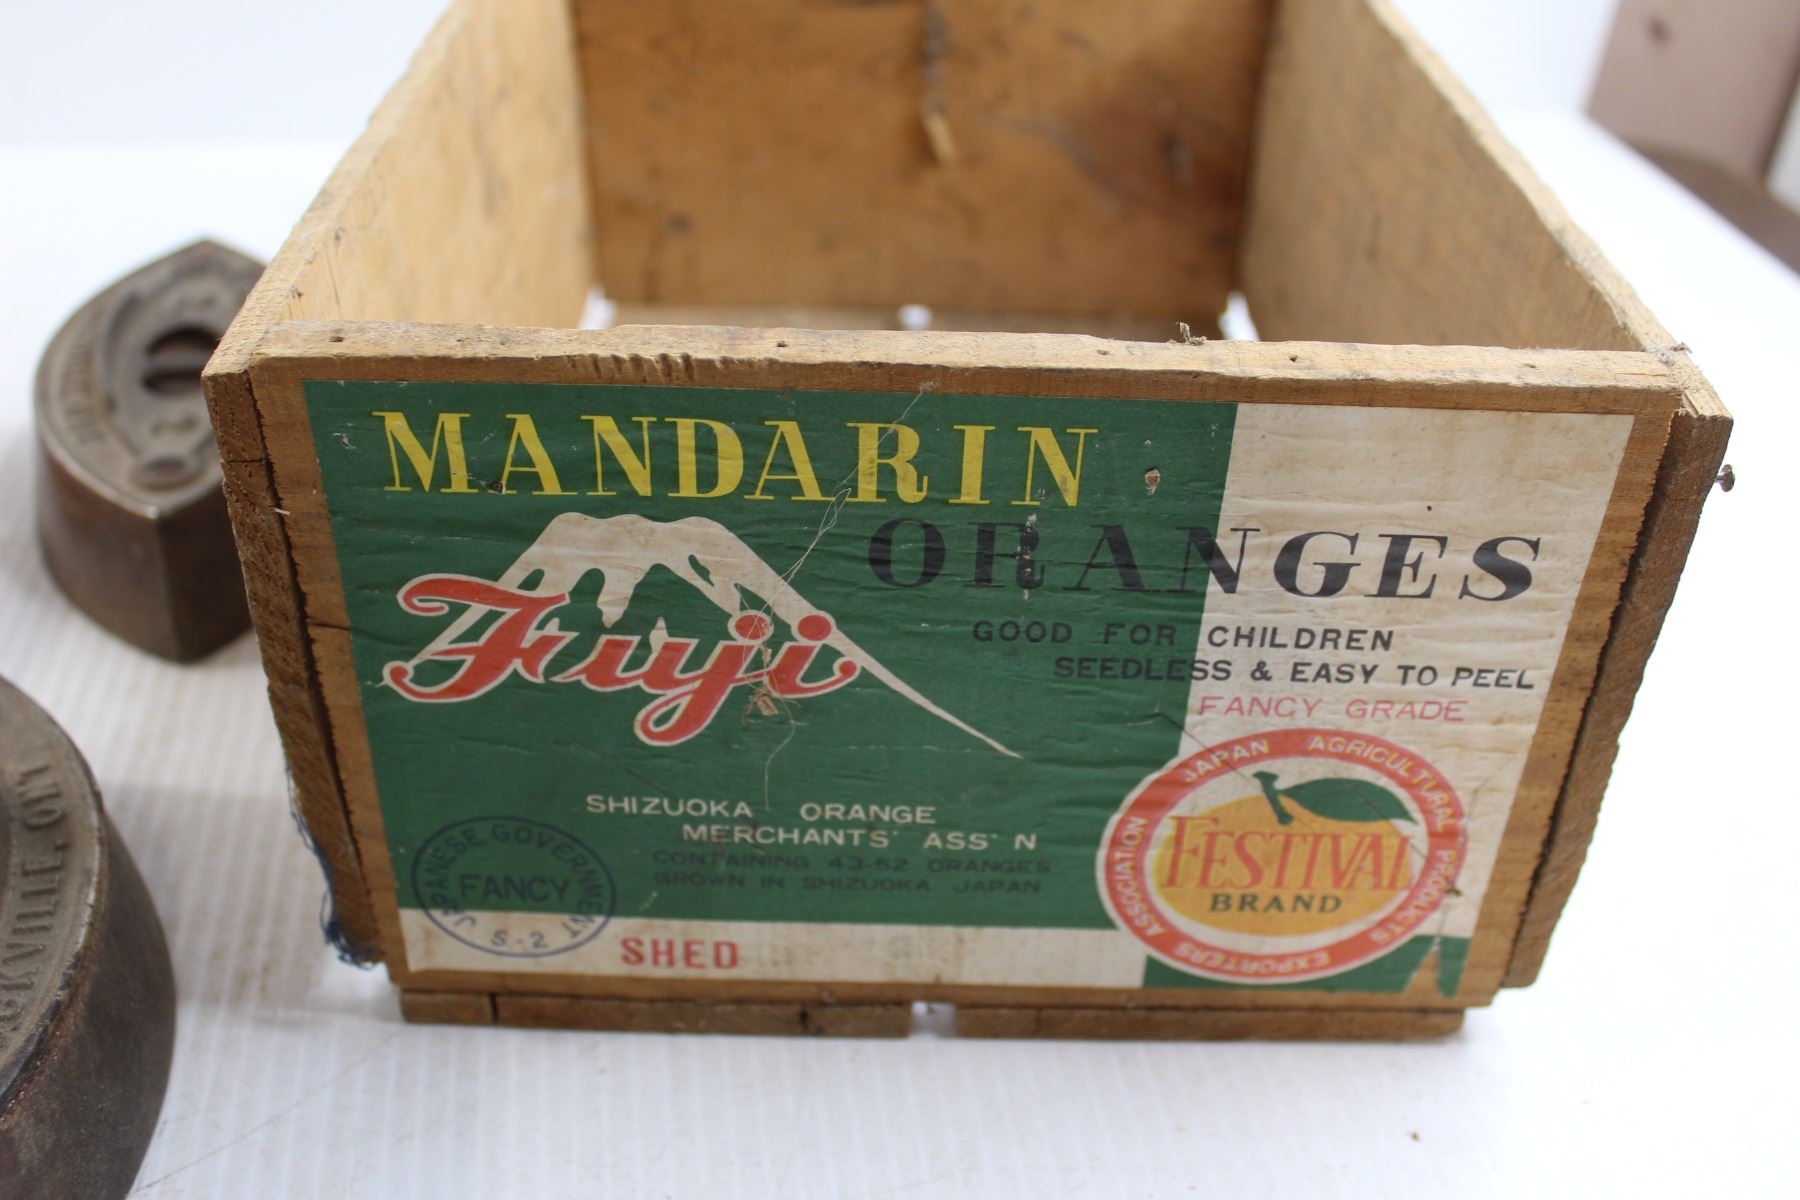 MANDARIN
ORANGES
Fuji
GOOD FOR CHILDREN
SEEDLESS & EASY TO PEEL
FANCY GRADE
SHIZUOKA ORANGE
MERCHANTS' ASS'N
CONTAINING 43-52 ORANGES
GROWN IN SHIZUOKA JAPAN
JAPANESE GOVERNMENT
FANCY
S-2
SHED
JAPAN AGRICULTURAL PRODUCTS EXPORTERS ASSOCIATION
FESTIVAL
BRAND